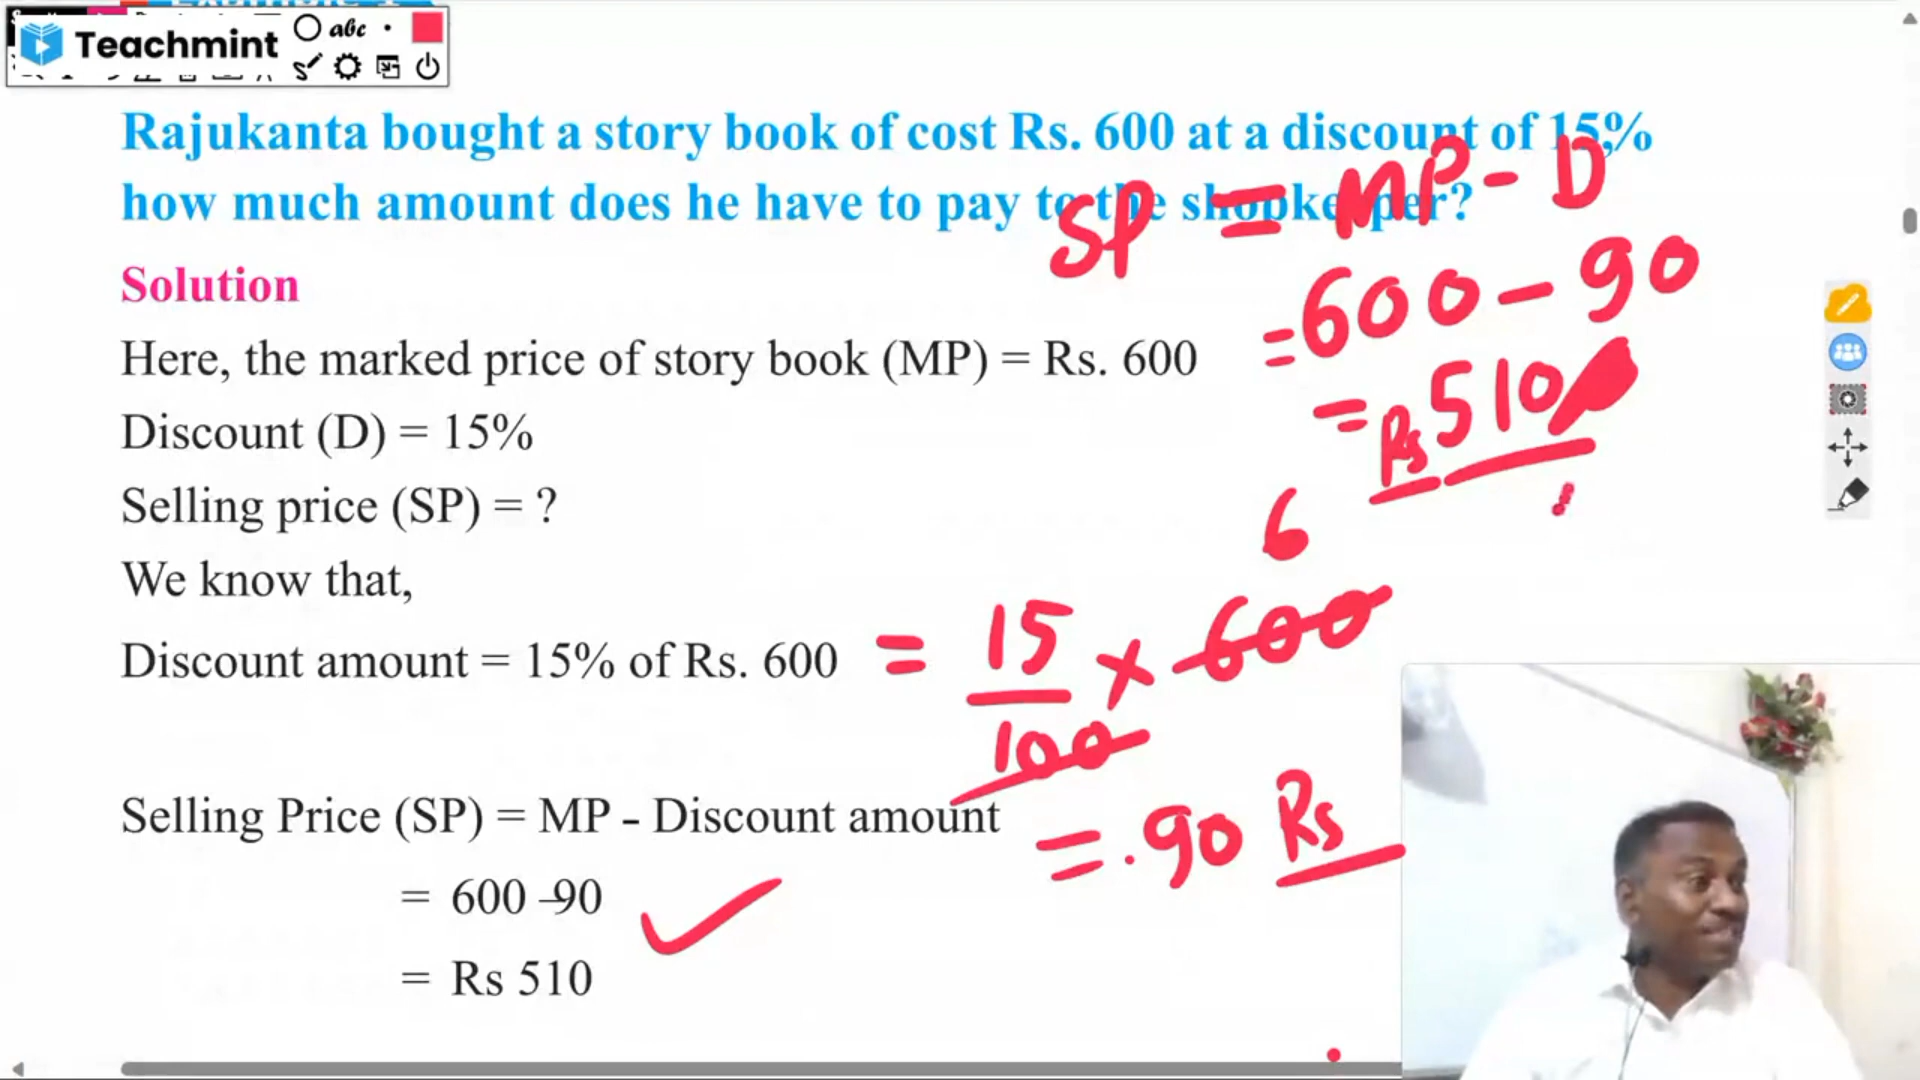 Teachmint
abc
Rajukanta bought a story book of cost Rs. 600 at a discount of 15%
how much amount does he have to pay to the shopkeeper?
SP = MP - D
= 600 - 90
= Rs 510
Solution
Here, the marked price of story book (MP) = Rs. 600
Discount (D) = 15%
Selling price (SP) = ?
We know that,
6
Discount amount = 15% of Rs. 600 = 15 × 600
100
Selling Price (SP) = MP - Discount amount
= 90 Rs
= 600 –90
= Rs 510